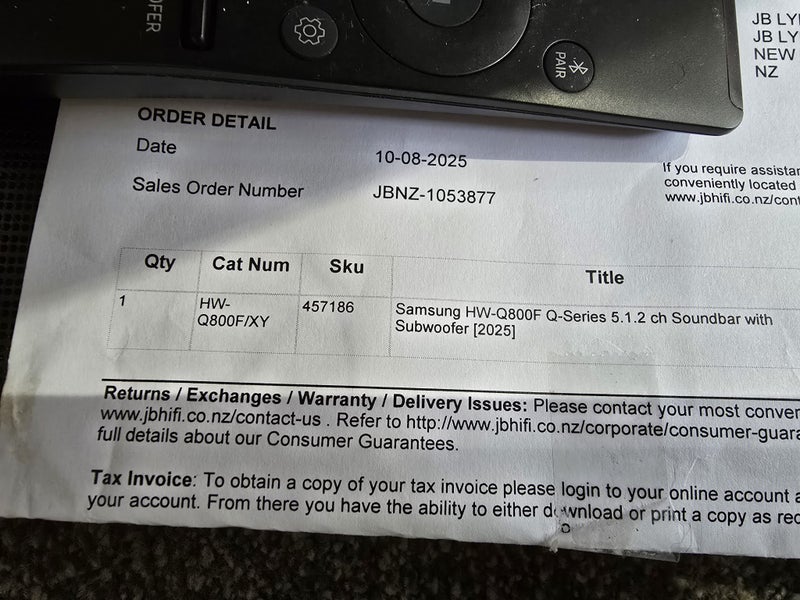 OFER
PAIR
JB LY
JB LY
NEW
NZ
ORDER DETAIL
Date 10-08-2025
Sales Order Number JBNZ-1053877
If you require assista
conveniently located
www.jbhifi.co.nz/cont
Qty Cat Num Sku Title
1 HW-Q800F/XY 457186 Samsung HW-Q800F Q-Series 5.1.2 ch Soundbar with
Subwoofer [2025]
Returns / Exchanges / Warranty / Delivery Issues: Please contact your most conver
www.jbhifi.co.nz/contact-us . Refer to http://www.jbhifi.co.nz/corporate/consumer-guara
full details about our Consumer Guarantees.
Tax Invoice: To obtain a copy of your tax invoice please login to your online account a
your account. From there you have the ability to either download or print a copy as rec